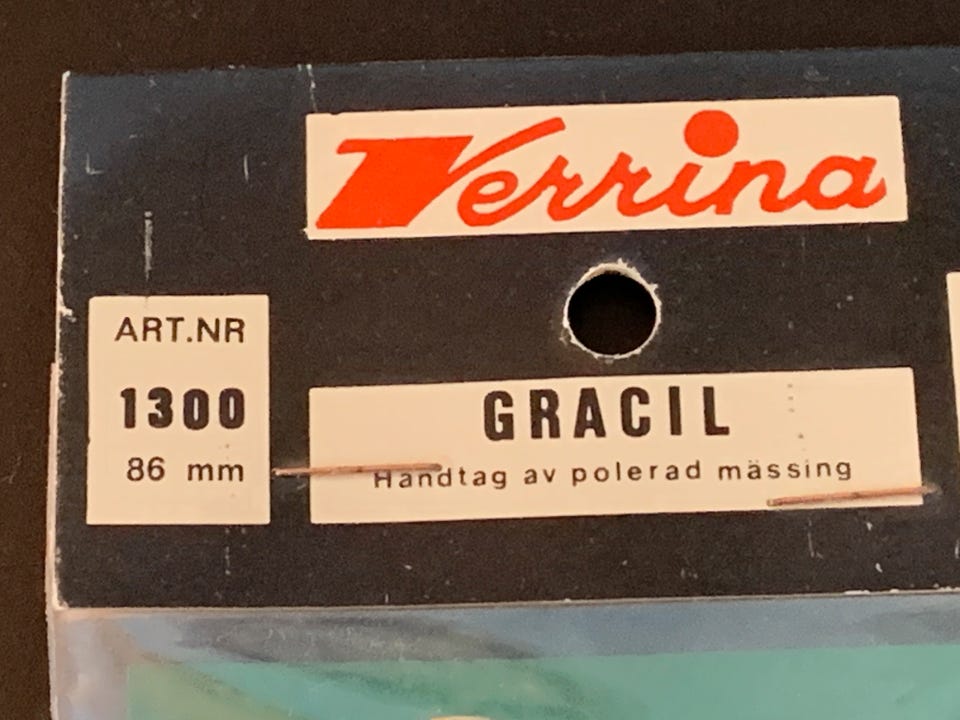 Verrina
ART.NR
1300
86 mm
GRACIL
Handtag av polerad mässing